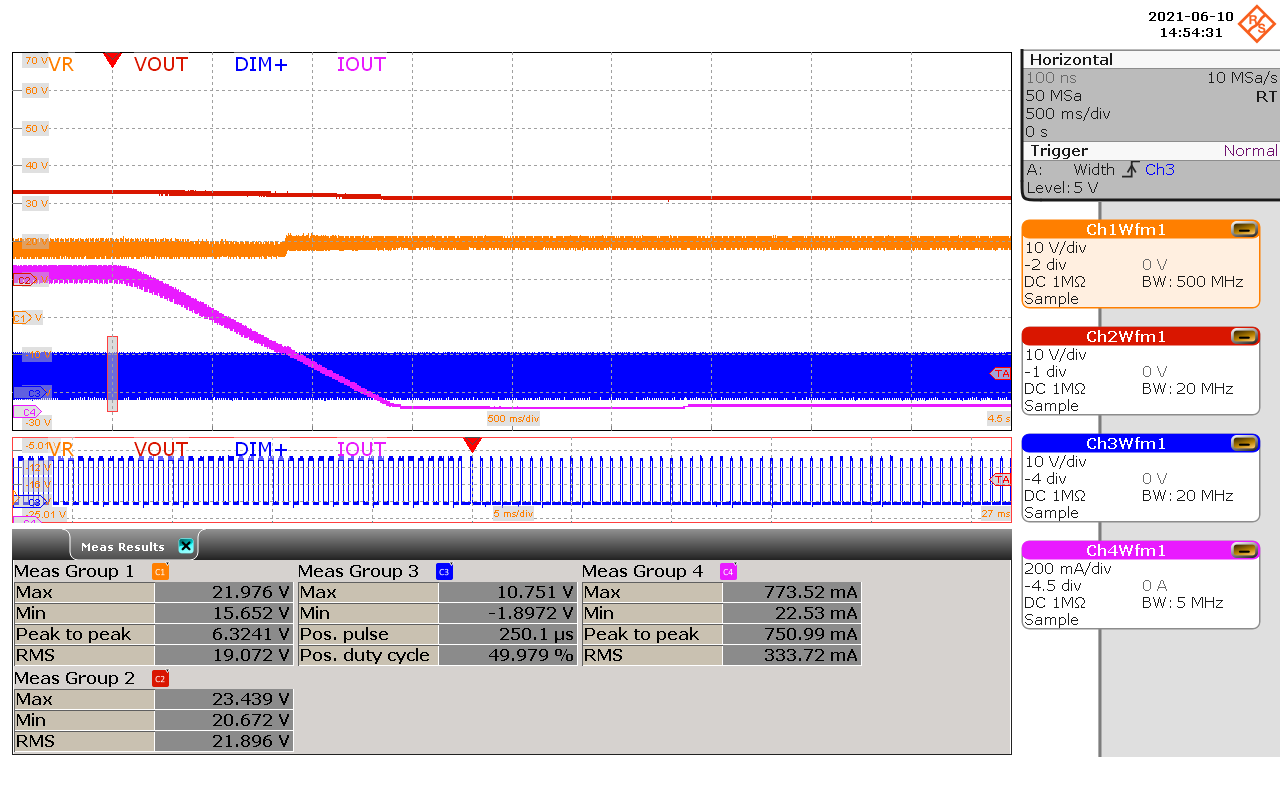 2021-06-10
14:54:31
VR VOUT DIM+ IOUT
70 V
60 V
50 V
40 V
30 V
20 V
C2
C1 V
-10 V
C3
C4
-30 V
TA
500 ms/div
4.5 s
VR VOUT DIM+ IOUT
-5.01
-12 V
TA
C3
-25.01 V
5 ms/div
27 ms
Horizontal
100 ns 10 MSa/s
50 MSa RT
500 ms/div
0 s
Trigger Normal
A: Width Ch3
Level: 5 V
Ch1Wfm1
10 V/div
-2 div 0 V
DC 1MΩ BW: 500 MHz
Sample
Ch2Wfm1
10 V/div
-1 div 0 V
DC 1MΩ BW: 20 MHz
Sample
Ch3Wfm1
10 V/div
-4 div 0 V
DC 1MΩ BW: 20 MHz
Sample
Ch4Wfm1
200 mA/div
-4.5 div 0 A
DC 1MΩ BW: 5 MHz
Sample
Meas Results
Meas Group 1 C1
Max 21.976 V
Min 15.652 V
Peak to peak 6.3241 V
RMS 19.072 V
Meas Group 3 C3
Max 10.751 V
Min -1.8972 V
Pos. pulse 250.1 µs
Pos. duty cycle 49.979 %
Meas Group 4 C4
Max 773.52 mA
Min 22.53 mA
Peak to peak 750.99 mA
RMS 333.72 mA
Meas Group 2 C2
Max 23.439 V
Min 20.672 V
RMS 21.896 V